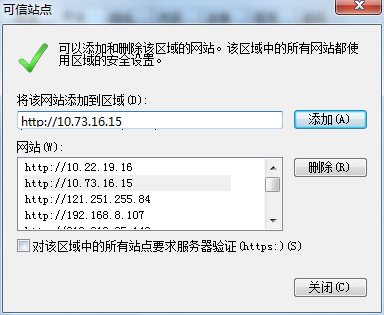 可信站点
可以添加和删除该区域的网站。该区域中的所有网站都使
用区域的安全设置。
将该网站添加到区域(D):
http://10.73.16.15
添加(A)
网站(W):
http://10.22.19.16
删除(R)
http://10.73.16.15
http://121.251.255.84
http://192.168.8.107
对该区域中的所有站点要求服务器验证(https:)(S)
关闭(C)